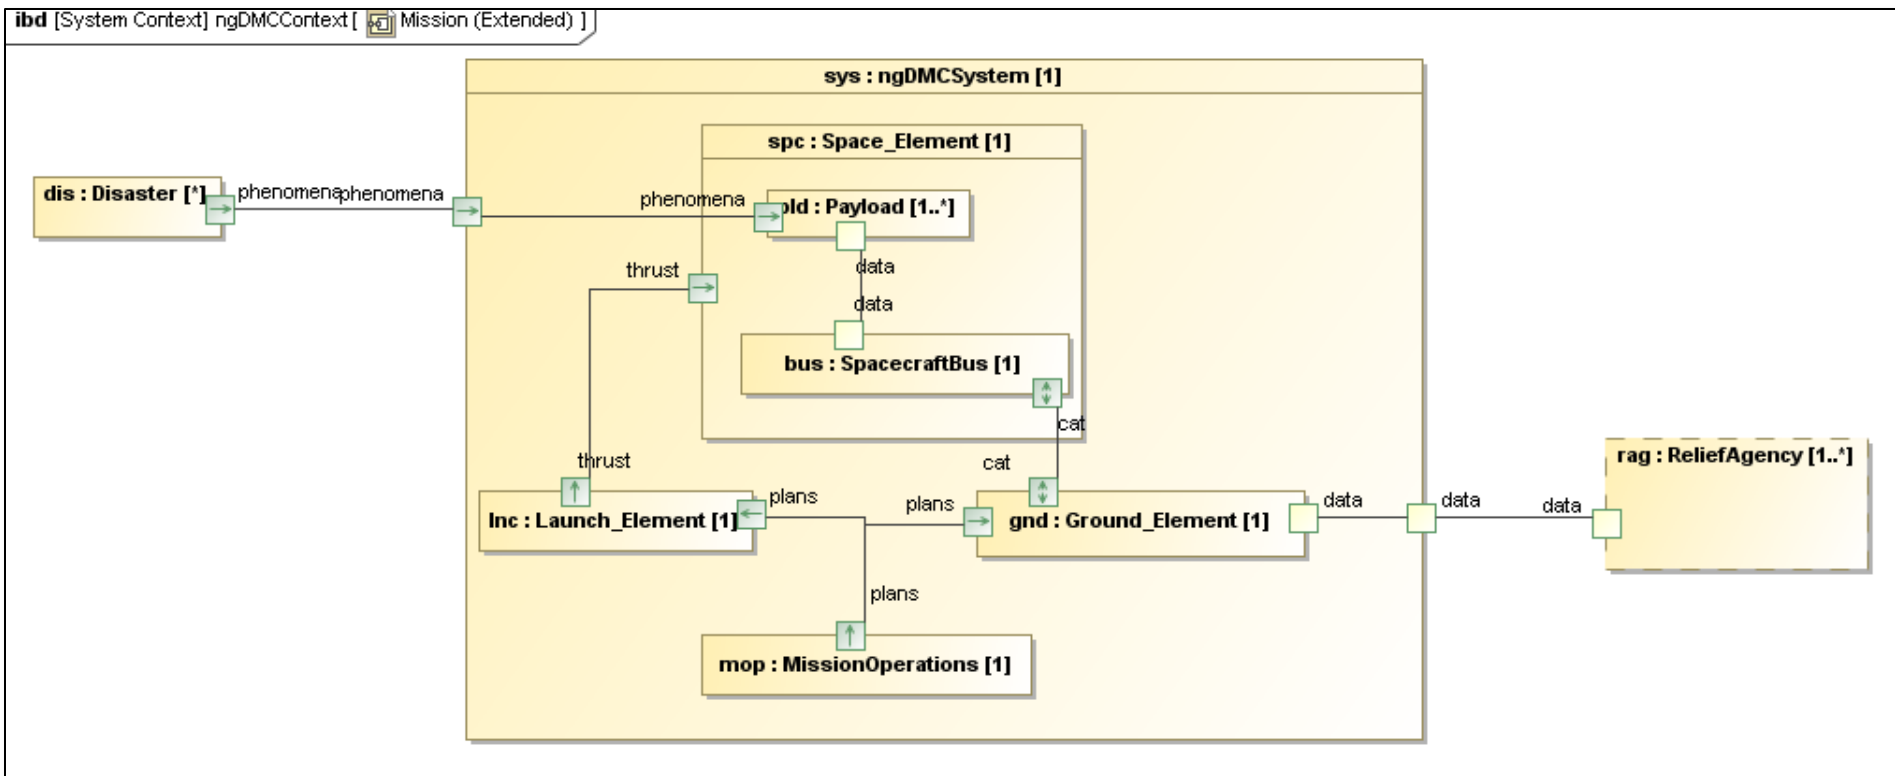 ibd [System Context] ngDMCContext [ Mission (Extended) ]
sys : ngDMCSystem [1]
spc : Space_Element [1]
dis : Disaster [*]
phenomena
phenomena
phenomena
pld : Payload [1..*]
data
thrust
data
bus : SpacecraftBus [1]
cat
thrust
cat
rag : ReliefAgency [1..*]
lnc : Launch_Element [1]
plans
plans
gnd : Ground_Element [1]
data
data
data
plans
mop : MissionOperations [1]